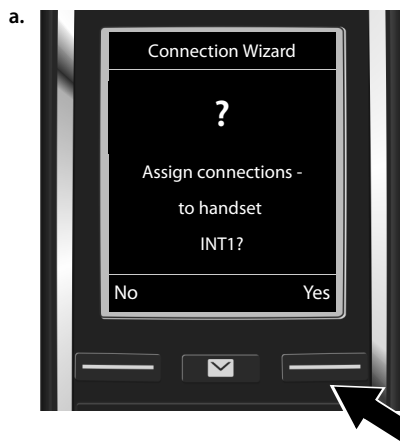 a.
Connection Wizard
?
Assign connections -
to handset
INT1?
No Yes